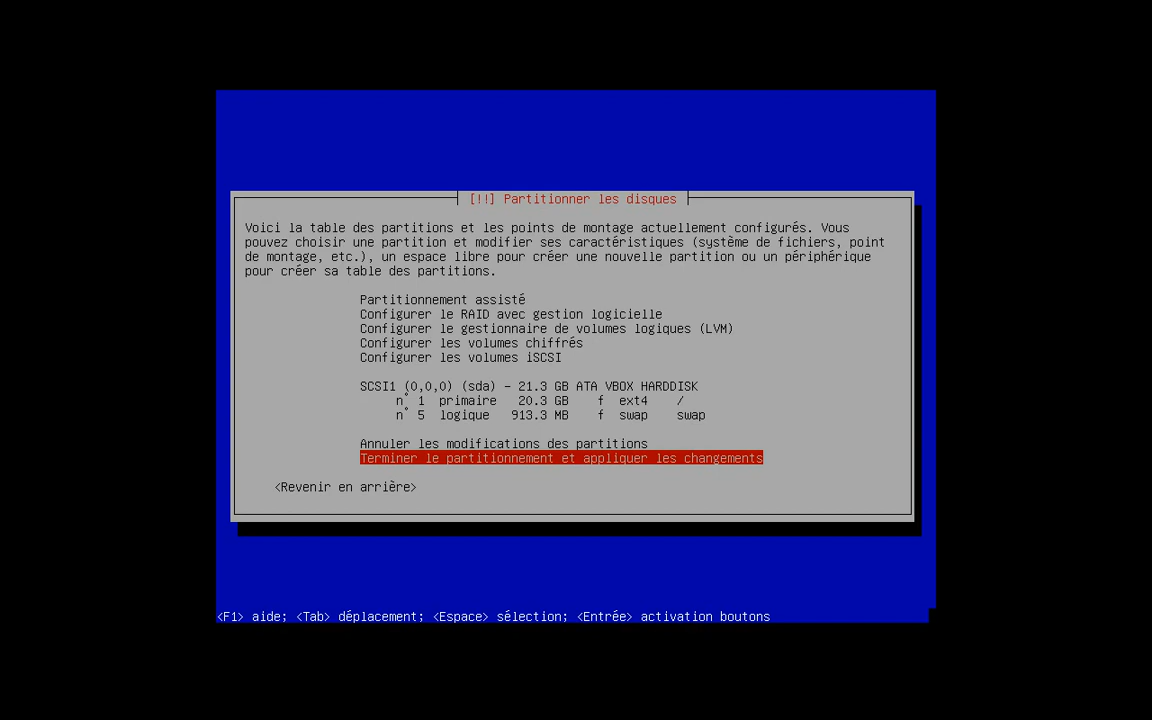 [!!] Partitionner les disques
Voici la table des partitions et les points de montage actuellement configurés. Vous
pouvez choisir une partition et modifier ses caractéristiques (système de fichiers, point
de montage, etc.), un espace libre pour créer une nouvelle partition ou un périphérique
pour créer sa table des partitions.
Partitionnement assisté
Configurer le RAID avec gestion logicielle
Configurer le gestionnaire de volumes logiques (LVM)
Configurer les volumes chiffrés
Configurer les volumes iSCSI
SCSI1 (0,0,0) (sda) - 21.3 GB ATA VBOX HARDDISK
n° 1 primaire 20.3 GB f ext4 /
n° 5 logique 913.3 MB f swap swap
Annuler les modifications des partitions
Terminer le partitionnement et appliquer les changements
<Revenir en arrière>
<F1> aide; <Tab> déplacement; <Espace> sélection; <Entrée> activation boutons